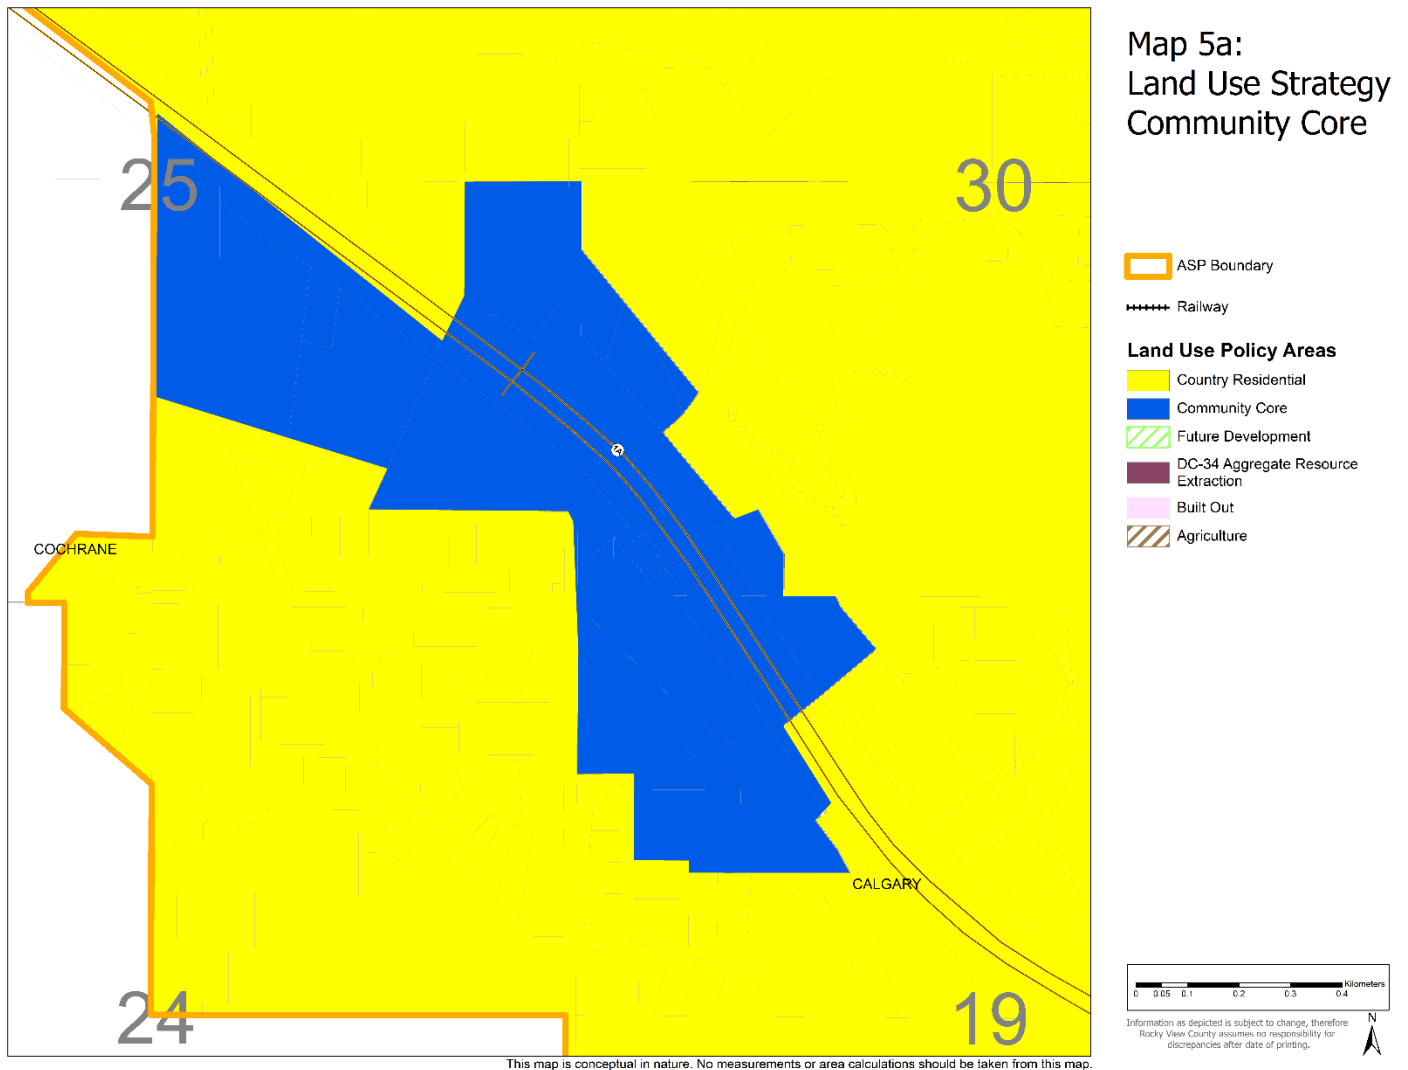 Map 5a:
Land Use Strategy
Community Core
25
30
ASP Boundary
Railway
Land Use Policy Areas
Country Residential
Community Core
Future Development
DC-34 Aggregate Resource
Extraction
Built Out
Agriculture
1A
COCHRANE
CALGARY
24
19
Kilometers
0 0.05 0.1 0.2 0.3 0.4
Information as depicted is subject to change, therefore
Rocky View County assumes no responsibility for
discrepancies after date of printing.
N
This map is conceptual in nature. No measurements or area calculations should be taken from this map.